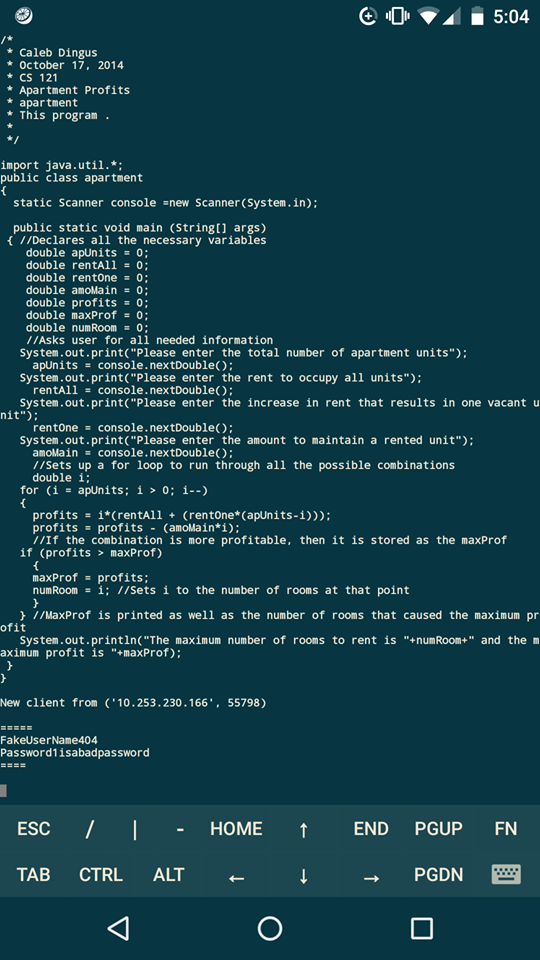 5:04
/*
* Caleb Dingus
* October 17, 2014
* CS 121
* Apartment Profits
* apartment
* This program .
*
*/
import java.util.*;
public class apartment
{
static Scanner console =new Scanner(System.in);
public static void main (String[] args)
{ //Declares all the necessary variables
double apUnits = 0;
double rentAll = 0;
double rentOne = 0;
double amoMain = 0;
double profits = 0;
double maxProf = 0;
double numRoom = 0;
//Asks user for all needed information
System.out.print("Please enter the total number of apartment units");
apUnits = console.nextDouble();
System.out.print("Please enter the rent to occupy all units");
rentAll = console.nextDouble();
System.out.print("Please enter the increase in rent that results in one vacant u
nit");
rentOne = console.nextDouble();
System.out.print("Please enter the amount to maintain a rented unit");
amoMain = console.nextDouble();
//Sets up a for loop to run through all the possible combinations
double i;
for (i = apUnits; i > 0; i--)
{
profits = i*(rentAll + (rentOne*(apUnits-i)));
profits = profits - (amoMain*i);
//If the combination is more profitable, then it is stored as the maxProf
if (profits > maxProf)
{
maxProf = profits;
numRoom = i; //Sets i to the number of rooms at that point
}
} //MaxProf is printed as well as the number of rooms that caused the maximum pr
ofit
System.out.println("The maximum number of rooms to rent is "+numRoom+" and the m
aximum profit is "+maxProf);
}
}
New client from ('10.253.230.166', 55798)
=====
FakeUserName404
Password1isabadpassword
====
ESC / | - HOME ↑ END PGUP FN
TAB CTRL ALT ← ↓ → PGDN